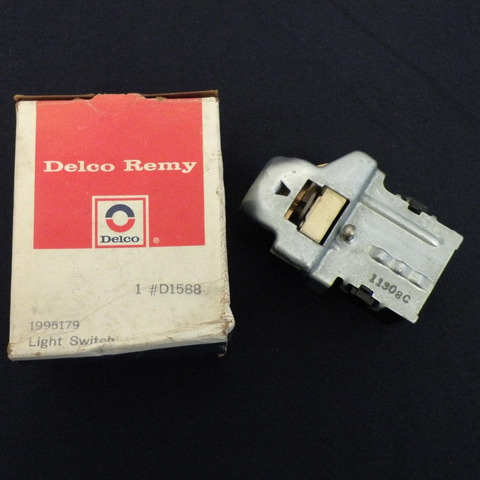 Delco Remy
Delco
®
1 #D1588
1995179
Light Switch
11308C